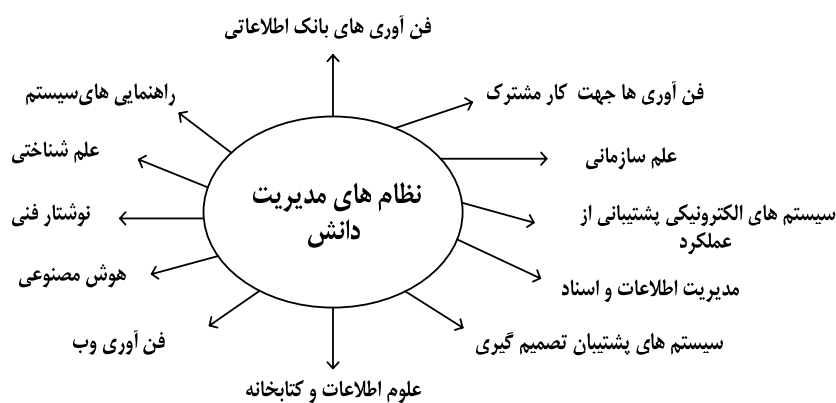 فن آوری های بانک اطلاعاتی
فن آوری ها جهت کار مشترک
علم سازمانی
سیستم های الکترونیکی پشتیبانی از
عملکرد
مدیریت اطلاعات و اسناد
سیستم های پشتیبان تصمیم گیری
علوم اطلاعات و کتابخانه
فن آوری وب
هوش مصنوعی
نوشتار فنی
علم شناختی
راهنمایی های‌سیستم
نظام های مدیریت
دانش